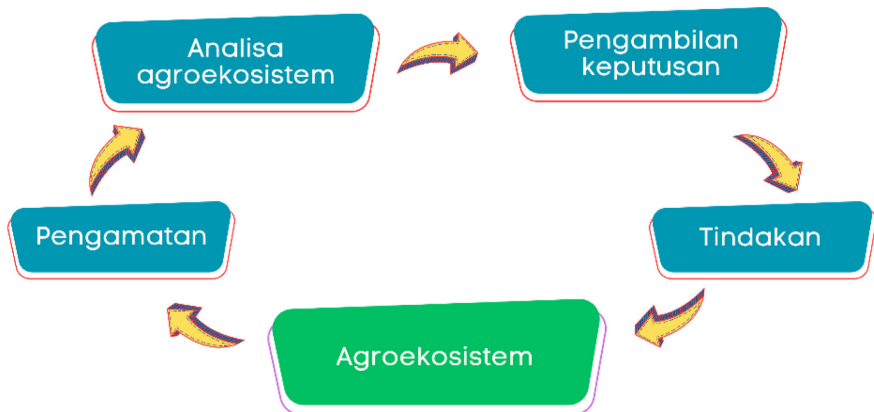 Analisa
agroekosistem
Pengambilan
keputusan
Pengamatan
Tindakan
Agroekosistem